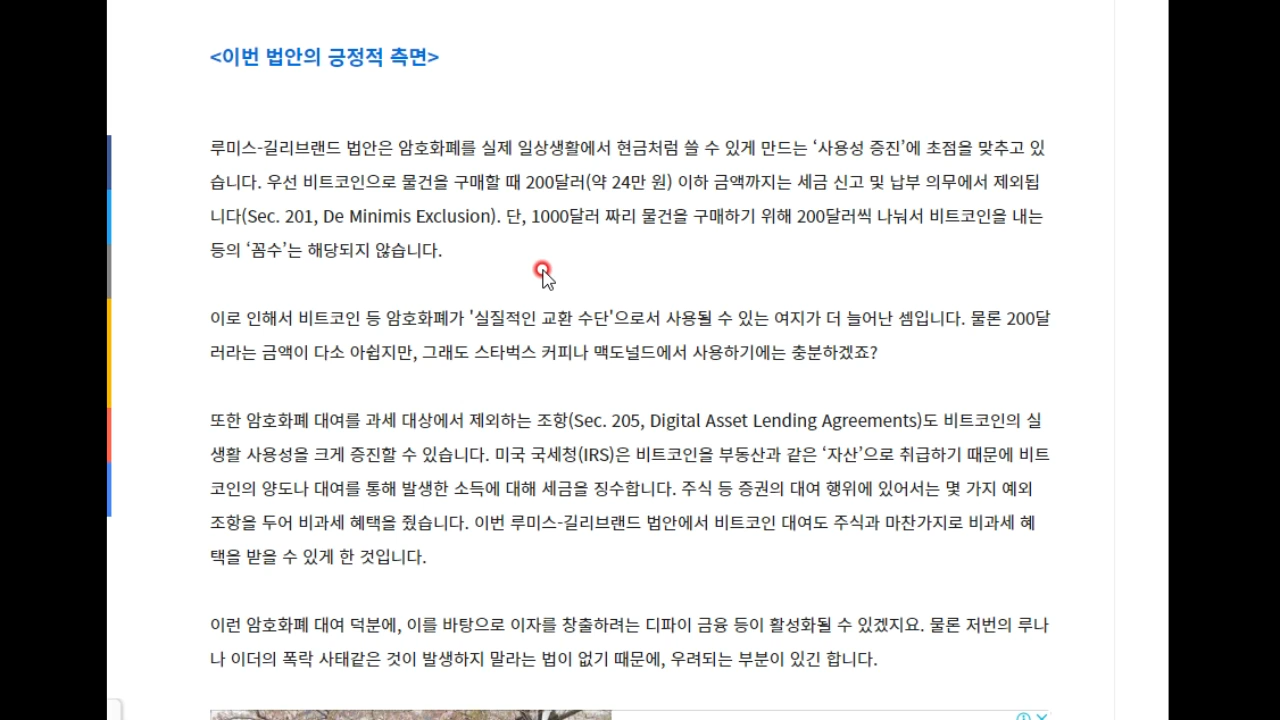 <이번 법안의 긍정적 측면>
루미스-길리브랜드 법안은 암호화폐를 실제 일상생활에서 현금처럼 쓸 수 있게 만드는 ‘사용성 증진’에 초점을 맞추고 있
습니다. 우선 비트코인으로 물건을 구매할 때 200달러(약 24만 원) 이하 금액까지는 세금 신고 및 납부 의무에서 제외됩
니다(Sec. 201, De Minimis Exclusion). 단, 1000달러 짜리 물건을 구매하기 위해 200달러씩 나눠서 비트코인을 내는
등의 ‘꼼수’는 해당되지 않습니다.
이로 인해서 비트코인 등 암호화폐가 '실질적인 교환 수단'으로서 사용될 수 있는 여지가 더 늘어난 셈입니다. 물론 200달
러라는 금액이 다소 아쉽지만, 그래도 스타벅스 커피나 맥도널드에서 사용하기에는 충분하겠죠?
또한 암호화폐 대여를 과세 대상에서 제외하는 조항(Sec. 205, Digital Asset Lending Agreements)도 비트코인의 실
생활 사용성을 크게 증진할 수 있습니다. 미국 국세청(IRS)은 비트코인을 부동산과 같은 ‘자산’으로 취급하기 때문에 비트
코인의 양도나 대여를 통해 발생한 소득에 대해 세금을 징수합니다. 주식 등 증권의 대여 행위에 있어서는 몇 가지 예외
조항을 두어 비과세 혜택을 줬습니다. 이번 루미스-길리브랜드 법안에서 비트코인 대여도 주식과 마찬가지로 비과세 혜
택을 받을 수 있게 한 것입니다.
이런 암호화폐 대여 덕분에, 이를 바탕으로 이자를 창출하려는 디파이 금융 등이 활성화될 수 있겠지요. 물론 저번의 루나
나 이더의 폭락 사태같은 것이 발생하지 말라는 법이 없기 때문에, 우려되는 부분이 있긴 합니다.